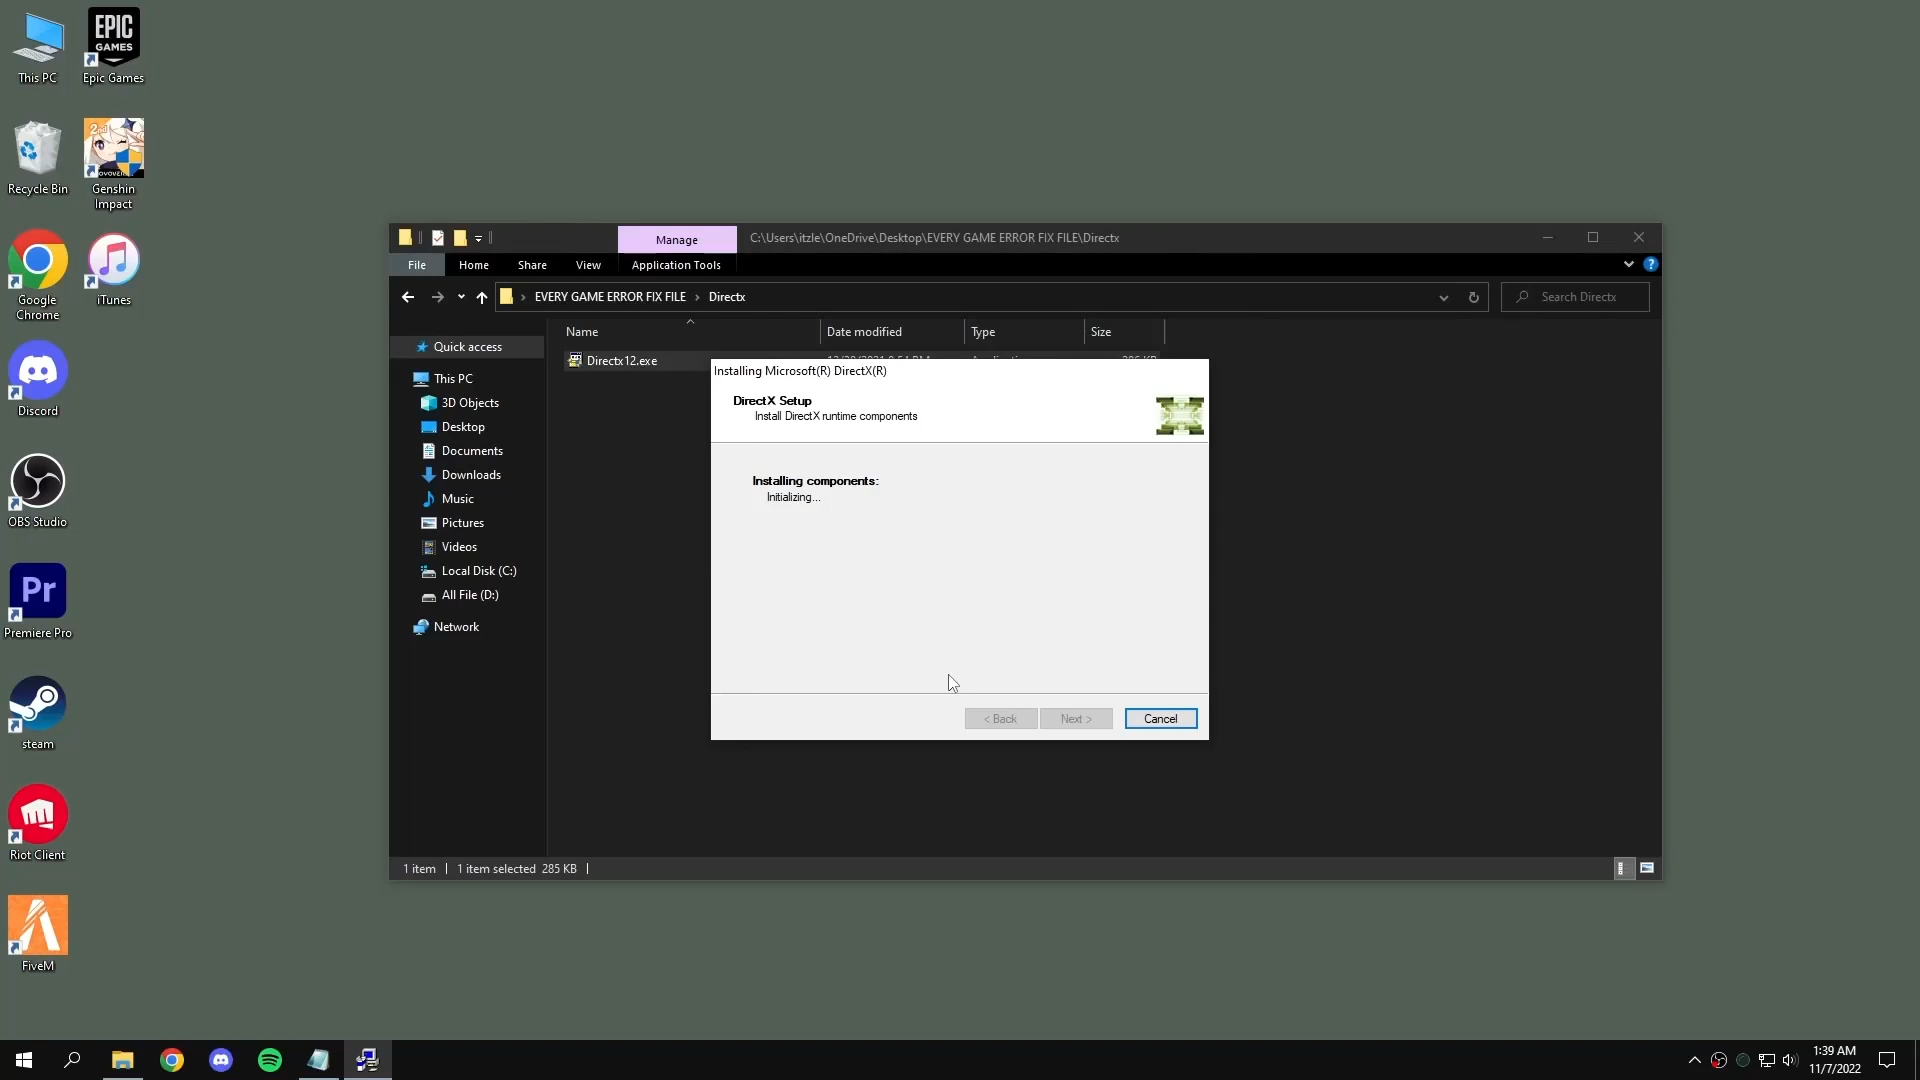 This PC
EPIC
GAMES
Epic Games
Recycle Bin
2nd
Genshin
Impact
Google
Chrome
iTunes
Discord
OBS Studio
Pr
Premiere Pro
steam
Riot Client
FiveM
Manage
C:\Users\itzle\OneDrive\Desktop\EVERY GAME ERROR FIX FILE\Directx
File
Home
Share
View
Application Tools
?
EVERY GAME ERROR FIX FILE > Directx
Search Directx
Name
Date modified
Type
Size
Quick access
This PC
3D Objects
Desktop
Documents
Downloads
Music
Pictures
Videos
Local Disk (C:)
All File (D:)
Network
Directx12.exe
Installing Microsoft(R) DirectX(R)
DirectX Setup
Install DirectX runtime components
Installing components:
Initializing...
< Back
Next >
Cancel
1 item
1 item selected 285 KB
1:39 AM
11/7/2022